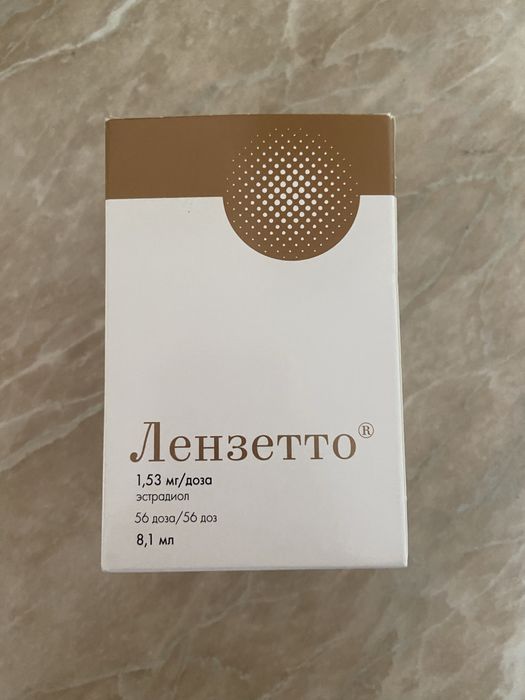 Лензетто®
1,53 мг/доза
эстрадиол
56 доза/56 доз
8,1 мл